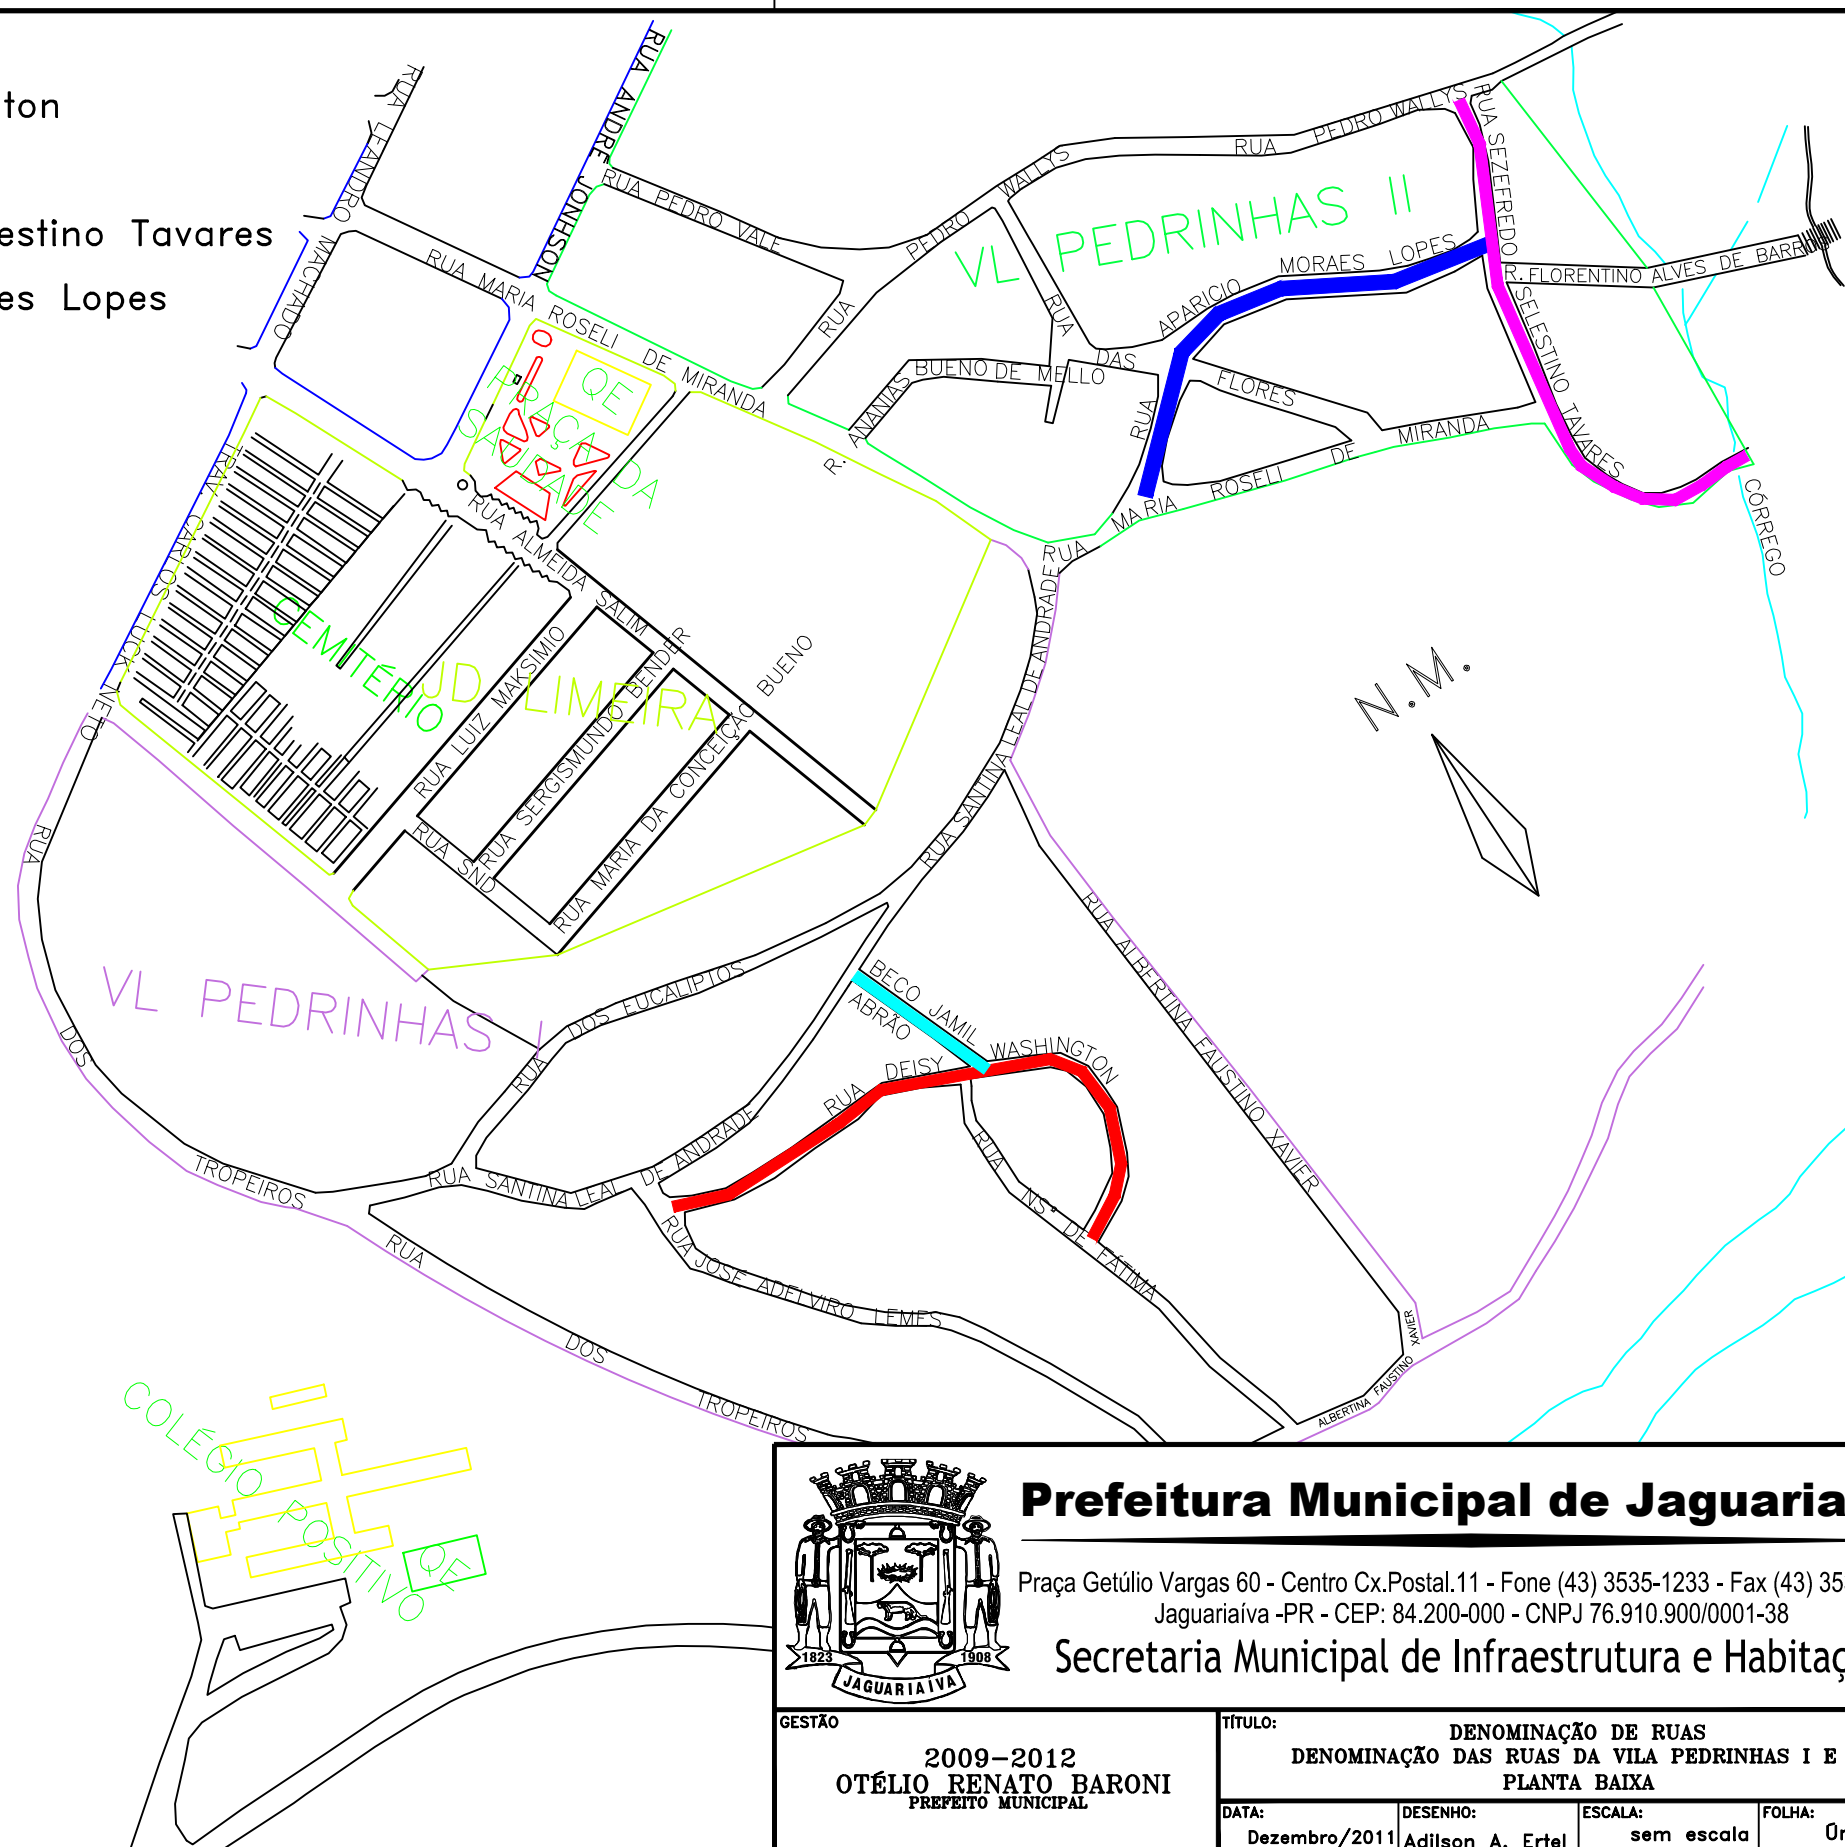 ton
estino Tavares
es Lopes
RUA LEANDRO MACHADO
RUA ANDRE JONHSON
RUA PEDRO VALE
RUA PEDRO WALLYS
RUA PEDRO WALLYS
RUA SEZEFREDO
SELESTINO TAVARES
VL PEDRINHAS II
RUA MARIA ROSELI DE MIRANDA
RUA APARICIO MORAES LOPES
R. FLORENTINO ALVES DE BARROS
RUA DAS FLORES
R. ANANIAS BUENO DE MELLO
RUA MARIA ROSELI DE MIRANDA
CÓRREGO
QE
PRAÇA DA
SAUDADE
TRAV. CARLOS LUCK NETO
RUA ALMEIDA SALIM
CEMITÉRIO
JD LIMEIRA
RUA LUIZ MAKSIMIO
RUA SERGISMUNDO BENDER
RUA MARIA DA CONCEIÇÃO BUENO
RUA SND
RUA SANTINA LEAL DE ANDRADE
N.M.
RUA ALBERTINA FAUSTINO XAVIER
VL PEDRINHAS I
RUA DOS TROPEIROS
RUA DOS EUCALIPTOS
BECO JAMIL
ABRÃO
RUA DEISY WASHINGTON
RUA SANTINA LEAL DE ANDRADE
RUA NSª DE FÁTIMA
RUA JOSE ADELVIRO LEMES
RUA DOS TROPEIROS
ALBERTINA FAUSTINO XAVIER
COLÉGIO POSITIVO
QE
Prefeitura Municipal de Jaguaria
Praça Getúlio Vargas 60 - Centro Cx.Postal.11 - Fone (43) 3535-1233 - Fax (43) 35
Jaguariaíva -PR - CEP: 84.200-000 - CNPJ 76.910.900/0001-38
Secretaria Municipal de Infraestrutura e Habitaç
1823
1908
JAGUARIAIVA
GESTÃO
2009-2012
OTÉLIO RENATO BARONI
PREFEITO MUNICIPAL
TÍTULO:
DENOMINAÇÃO DE RUAS
DENOMINAÇÃO DAS RUAS DA VILA PEDRINHAS I E
PLANTA BAIXA
DATA:
Dezembro/2011
DESENHO:
Adilson A. Ertel
ESCALA:
sem escala
FOLHA: